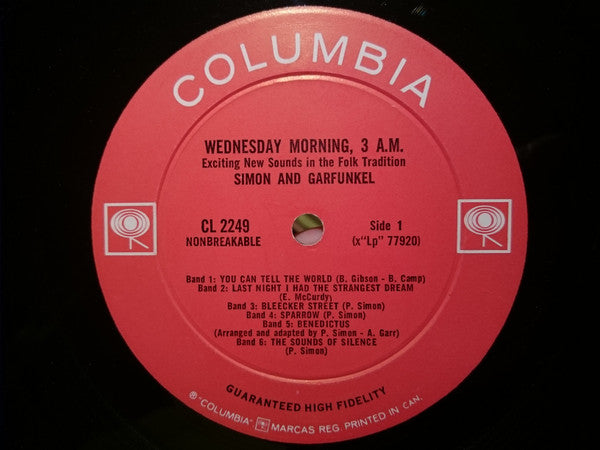 COLUMBIA
WEDNESDAY MORNING, 3 A.M.
Exciting New Sounds in the Folk Tradition
SIMON AND GARFUNKEL
CL 2249
NONBREAKABLE
Side 1
(x"Lp" 77920)
Band 1: YOU CAN TELL THE WORLD (B. Gibson - B. Camp)
Band 2: LAST NIGHT I HAD THE STRANGEST DREAM
(E. McCurdy)
Band 3: BLEECKER STREET (P. Simon)
Band 4: SPARROW (P. Simon)
Band 5: BENEDICTUS
(Arranged and adapted by P. Simon - A. Garr)
Band 6: THE SOUNDS OF SILENCE
(P. Simon)
GUARANTEED HIGH FIDELITY
® "COLUMBIA", MARCAS REG. PRINTED IN CAN.